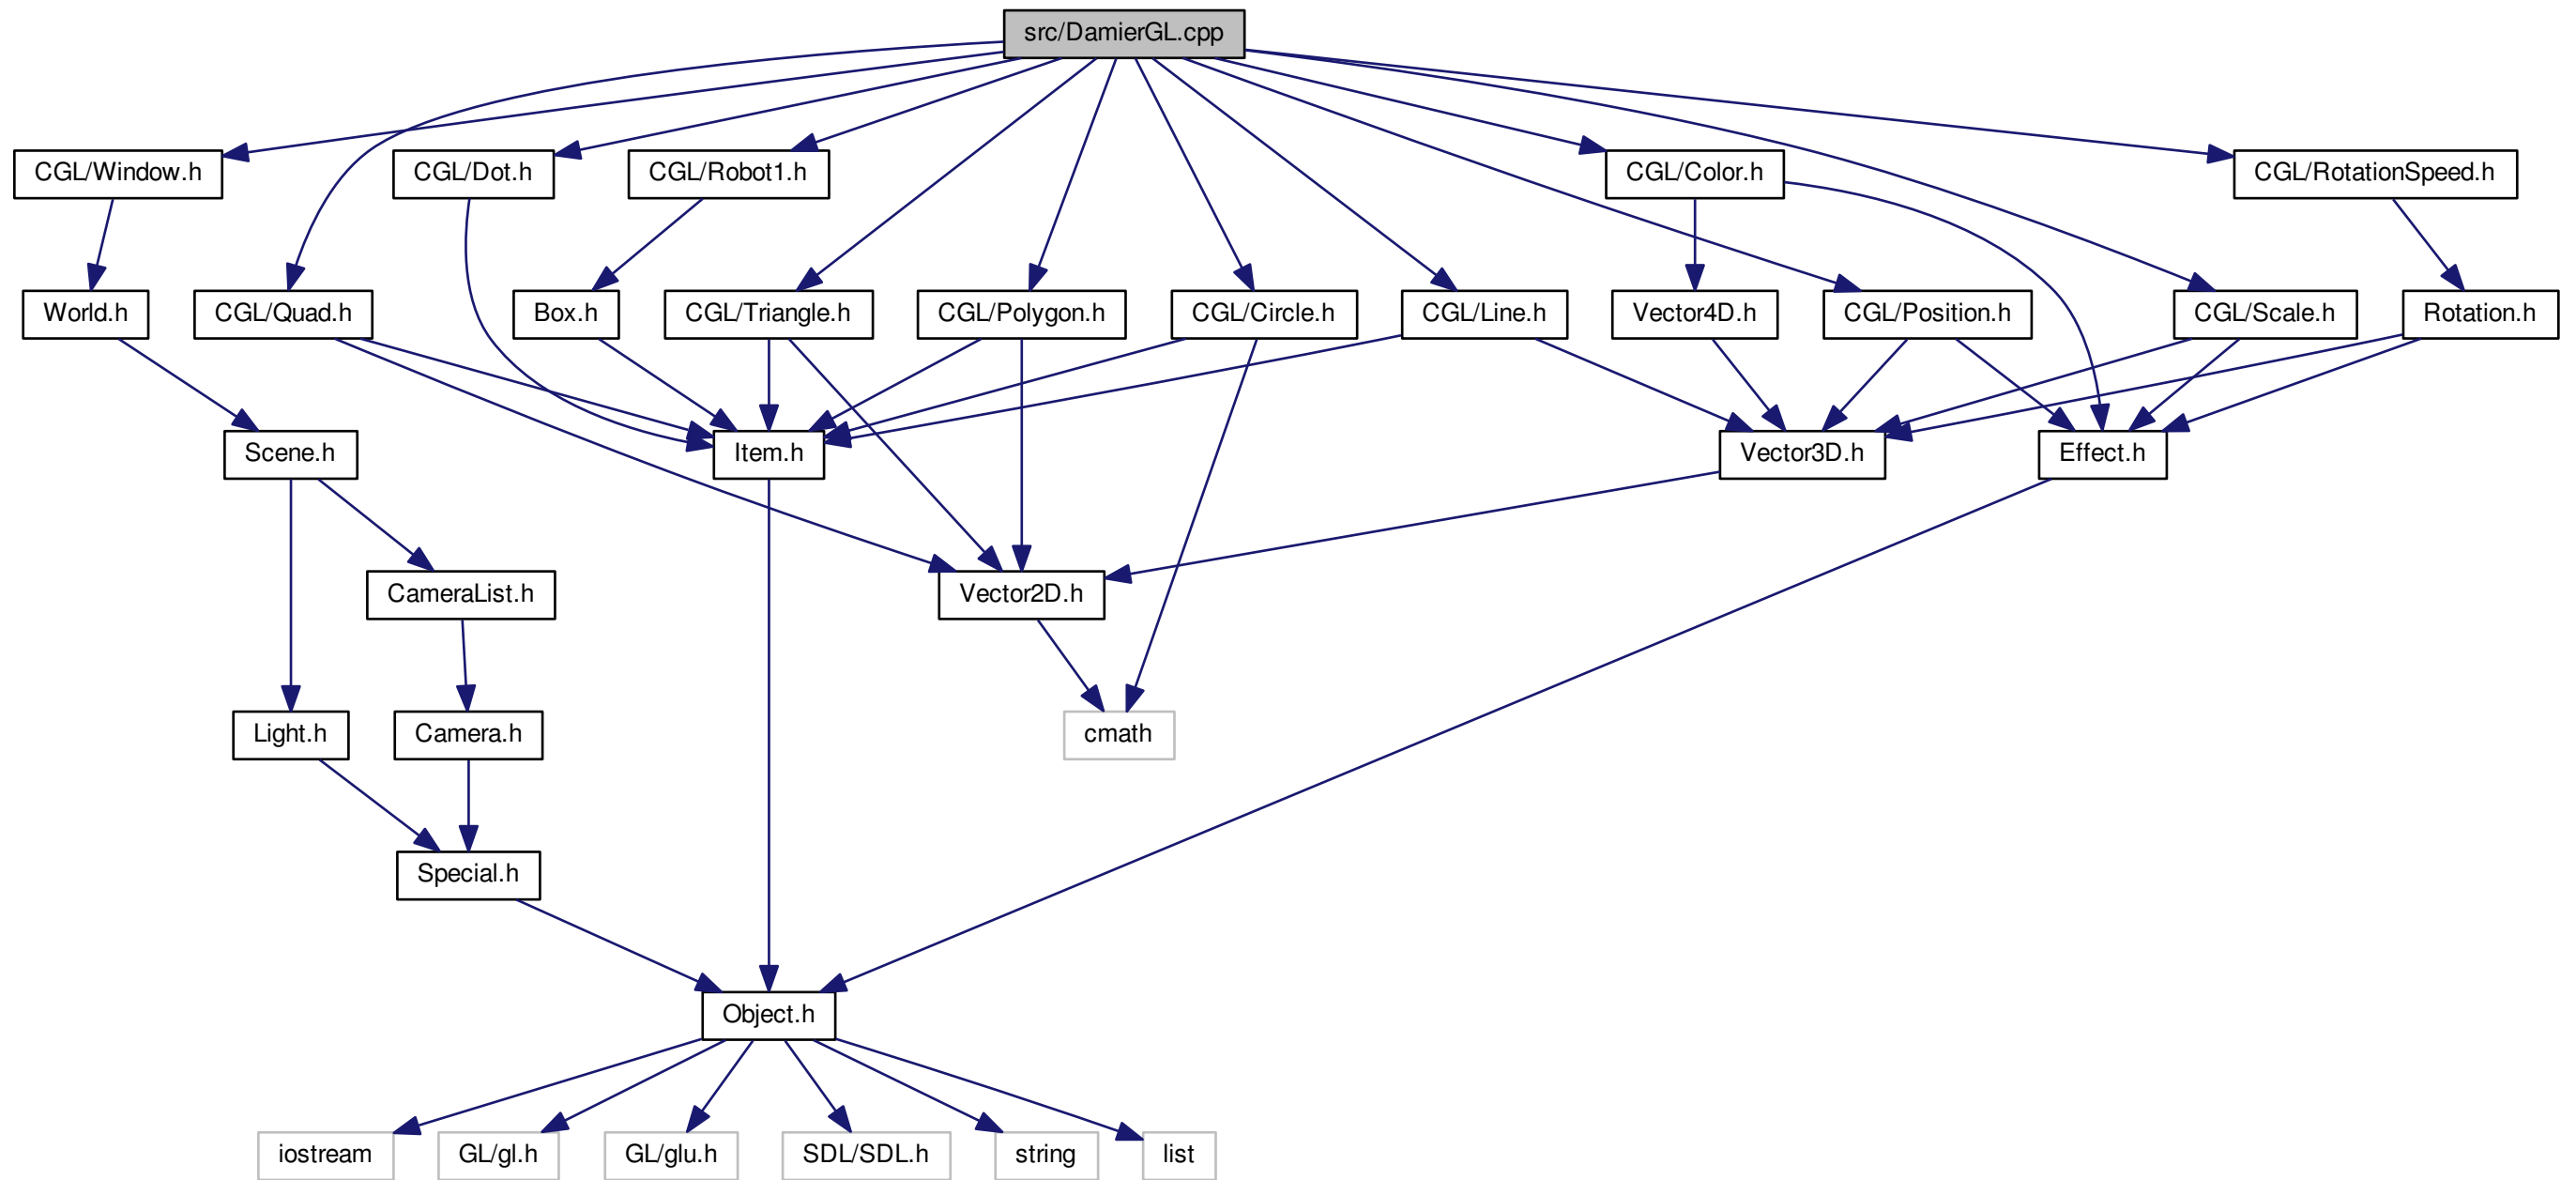 src/DamierGL.cpp
CGL/Window.h
CGL/Dot.h
CGL/Robot1.h
CGL/Color.h
CGL/RotationSpeed.h
World.h
CGL/Quad.h
Box.h
CGL/Triangle.h
CGL/Polygon.h
CGL/Circle.h
CGL/Line.h
Vector4D.h
CGL/Position.h
CGL/Scale.h
Rotation.h
Scene.h
Item.h
Vector3D.h
Effect.h
CameraList.h
Vector2D.h
Light.h
Camera.h
cmath
Special.h
Object.h
iostream
GL/gl.h
GL/glu.h
SDL/SDL.h
string
list